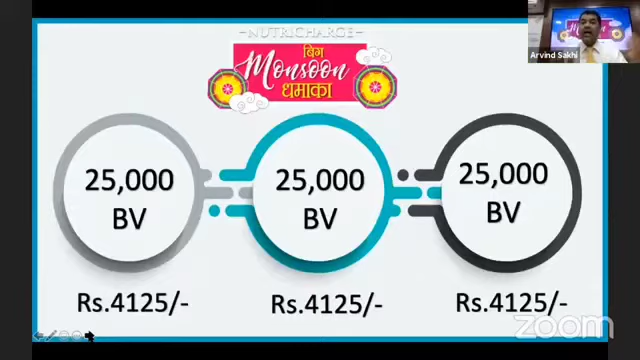 NUTRICHARGE
बिग
Monsoon
धमाका
Arvind Sakhi
25,000
BV
25,000
BV
25,000
BV
Rs.4125/-
Rs.4125/-
Rs.4125/-
zoom